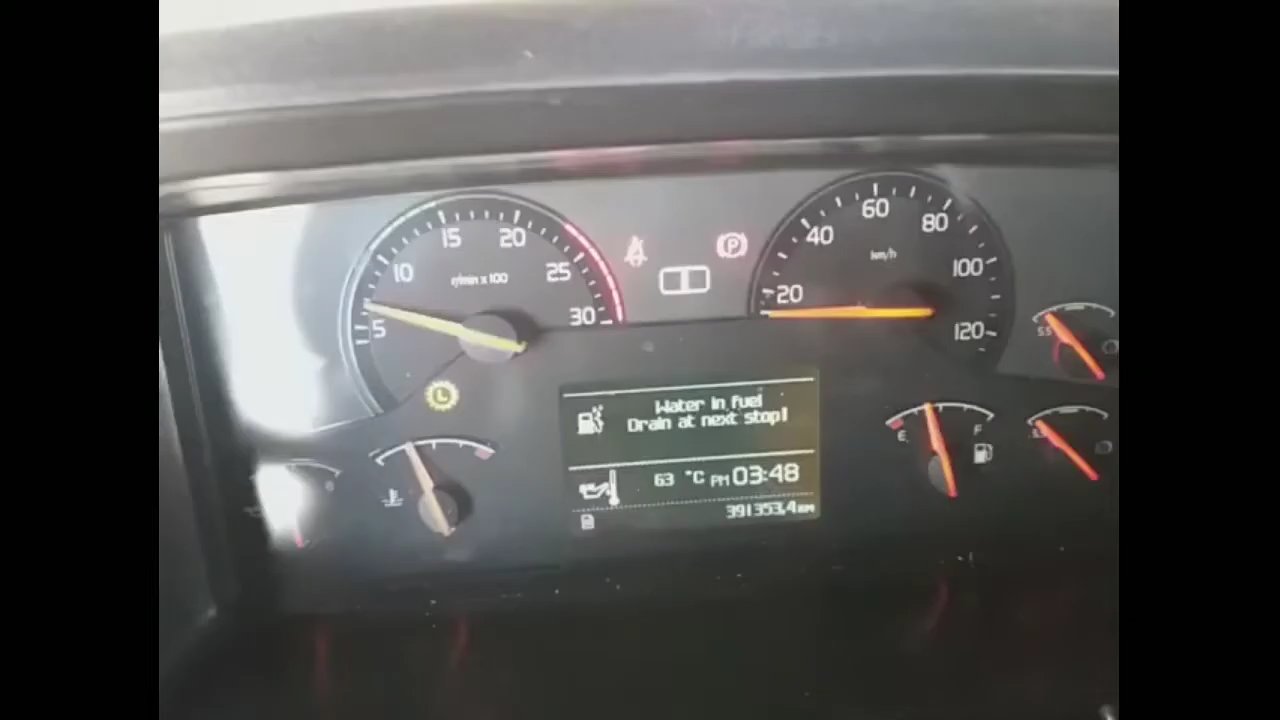 5
10
15
20
25
30
r/min x 100
P
20
40
60
80
100
120
km/h
L
Water in fuel
Drain at next stop!
63 °C PM 03:48
391353,4 KM
E
F